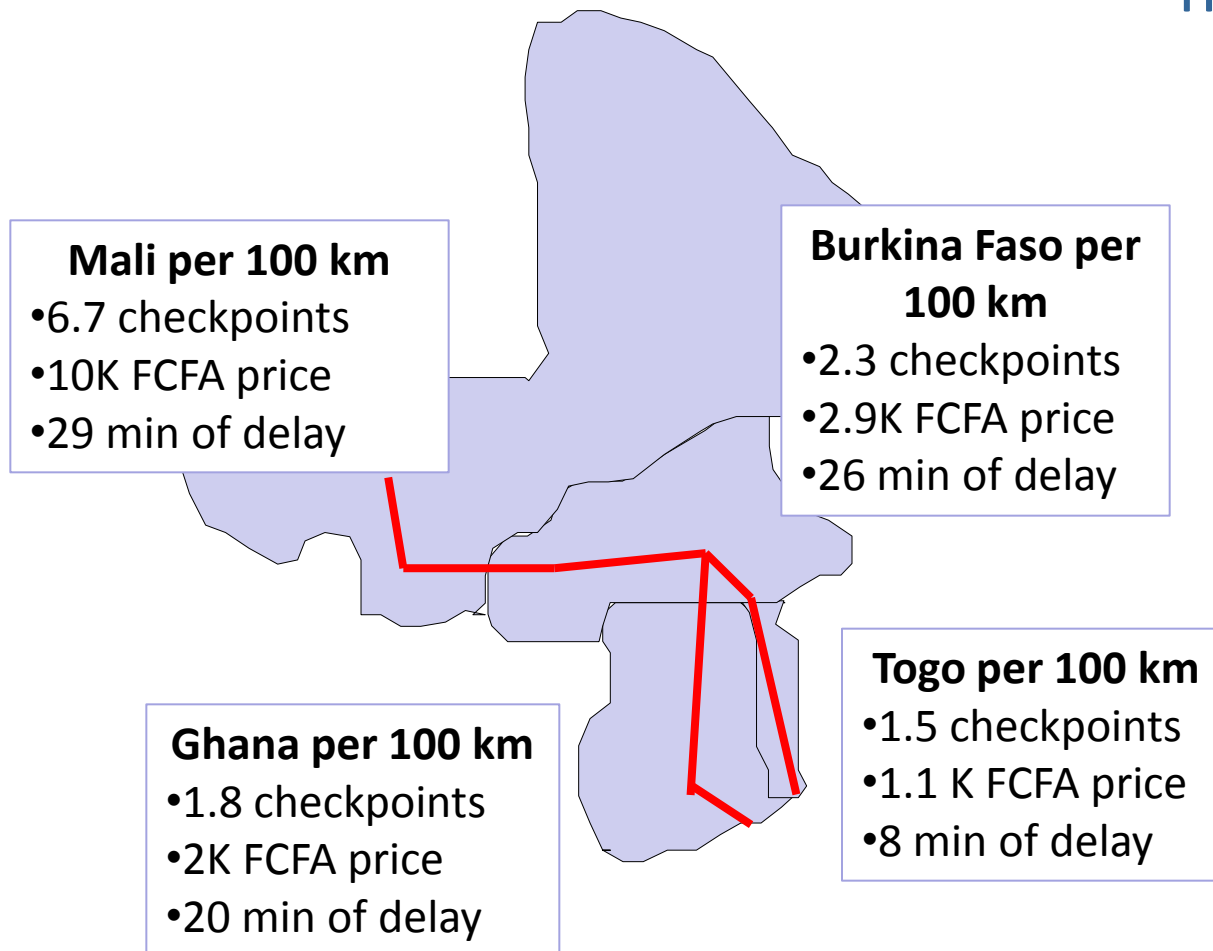 Mali per 100 km
•6.7 checkpoints
•10K FCFA price
•29 min of delay
Burkina Faso per
100 km
•2.3 checkpoints
•2.9K FCFA price
•26 min of delay
Ghana per 100 km
•1.8 checkpoints
•2K FCFA price
•20 min of delay
Togo per 100 km
•1.5 checkpoints
•1.1 K FCFA price
•8 min of delay